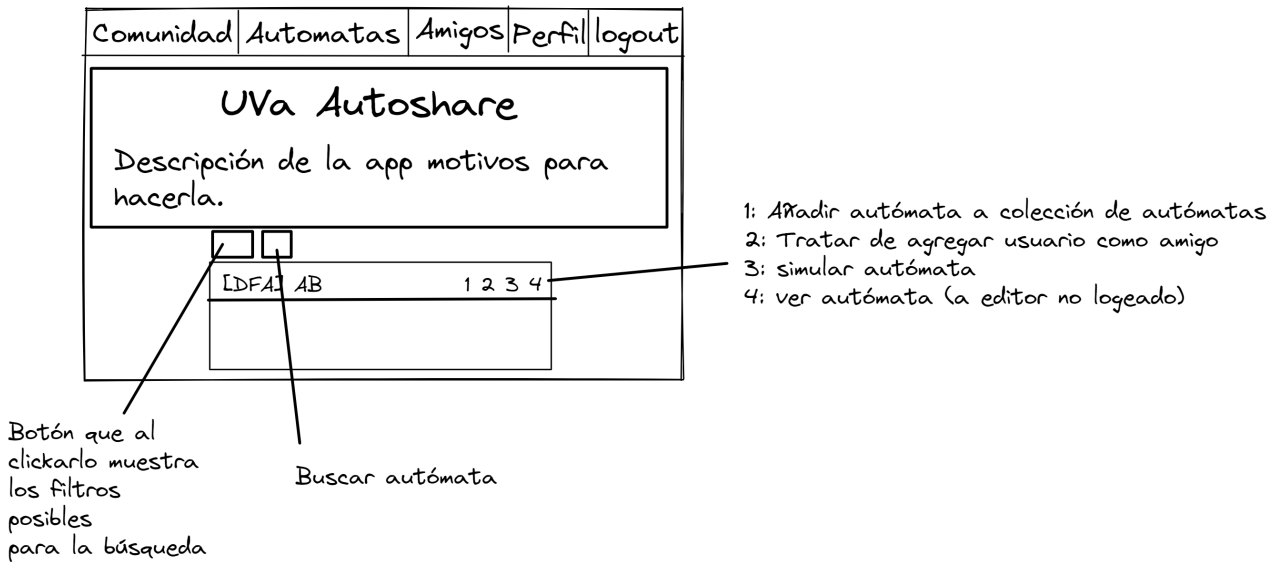 Comunidad Automatas Amigos Perfil logout
UVa Autoshare
Descripción de la app motivos para
hacerla.
[DFA] AB 1 2 3 4
1: Añadir autómata a colección de autómatas
2: Tratar de agregar usuario como amigo
3: simular autómata
4: ver autómata (a editor no logeado)
Botón que al
clickarlo muestra
los filtros
posibles
para la búsqueda
Buscar autómata